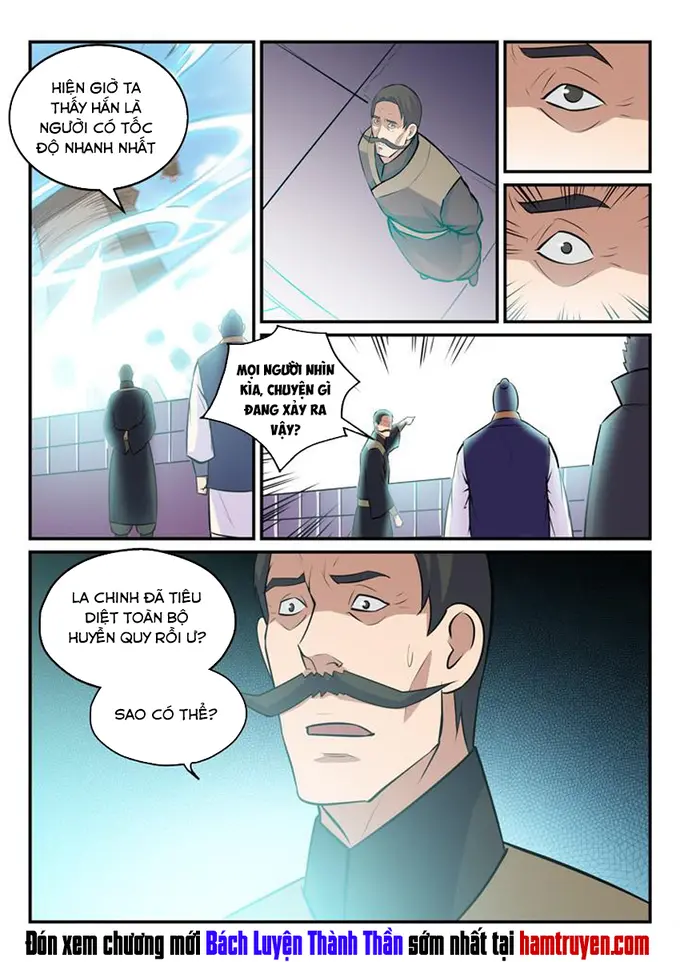 HIỆN GIỜ TA
THẤY HẮN LÀ
NGƯỜI CÓ TỐC
ĐỘ NHANH NHẤT
MỌI NGƯỜI NHÌN
KÌA, CHUYỆN GÌ
ĐANG XẢY RA
VẬY?
LA CHINH ĐÃ TIÊU
DIỆT TOÀN BỘ
HUYỀN QUY RỒI Ư?
SAO CÓ THỂ?
Đón xem chương mới Bách Luyện Thành Thần sớm nhất tại hamtruyen.com